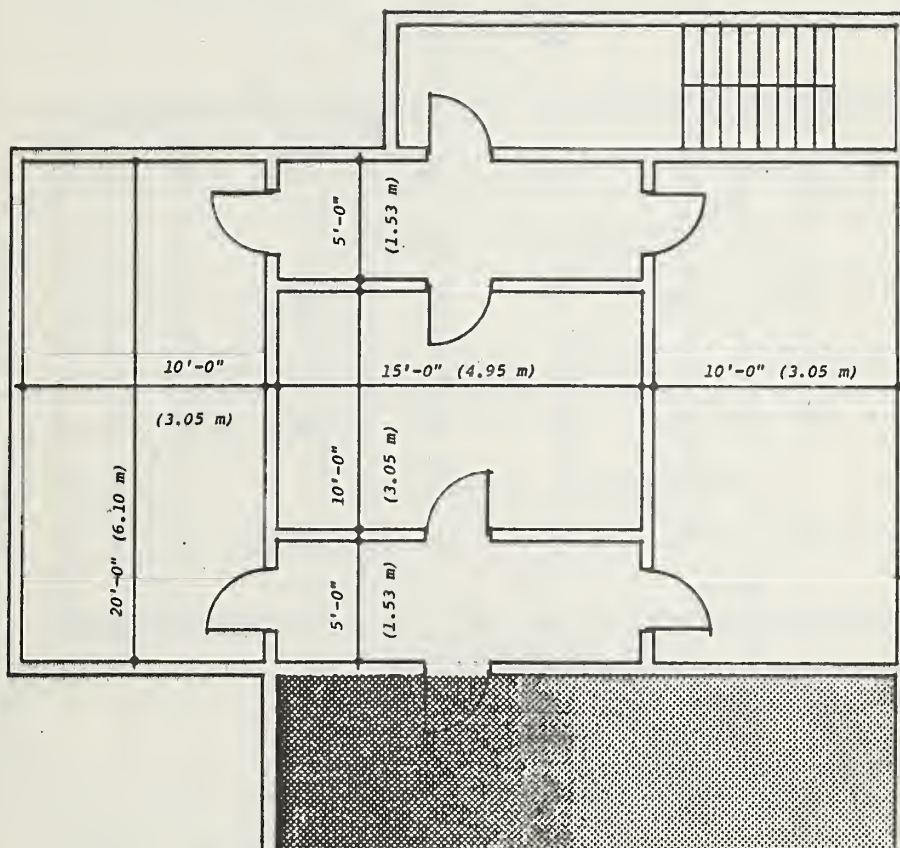 5'-0"
(1.53 m)
10'-0"
(3.05 m)
15'-0" (4.95 m)
10'-0" (3.05 m)
20'-0" (6.10 m)
10'-0"
(3.05 m)
5'-0"
(1.53 m)